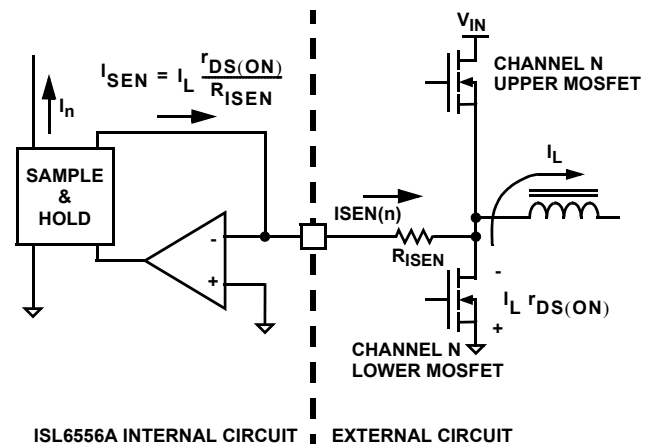 V_IN
CHANNEL N
UPPER MOSFET
I_SEN = I_L r_DS(ON) / R_ISEN
I_n
I_L
SAMPLE
&
HOLD
ISEN(n)
-
+
R_ISEN
-
I_L r_DS(ON)
+
CHANNEL N
LOWER MOSFET
ISL6556A INTERNAL CIRCUIT
EXTERNAL CIRCUIT